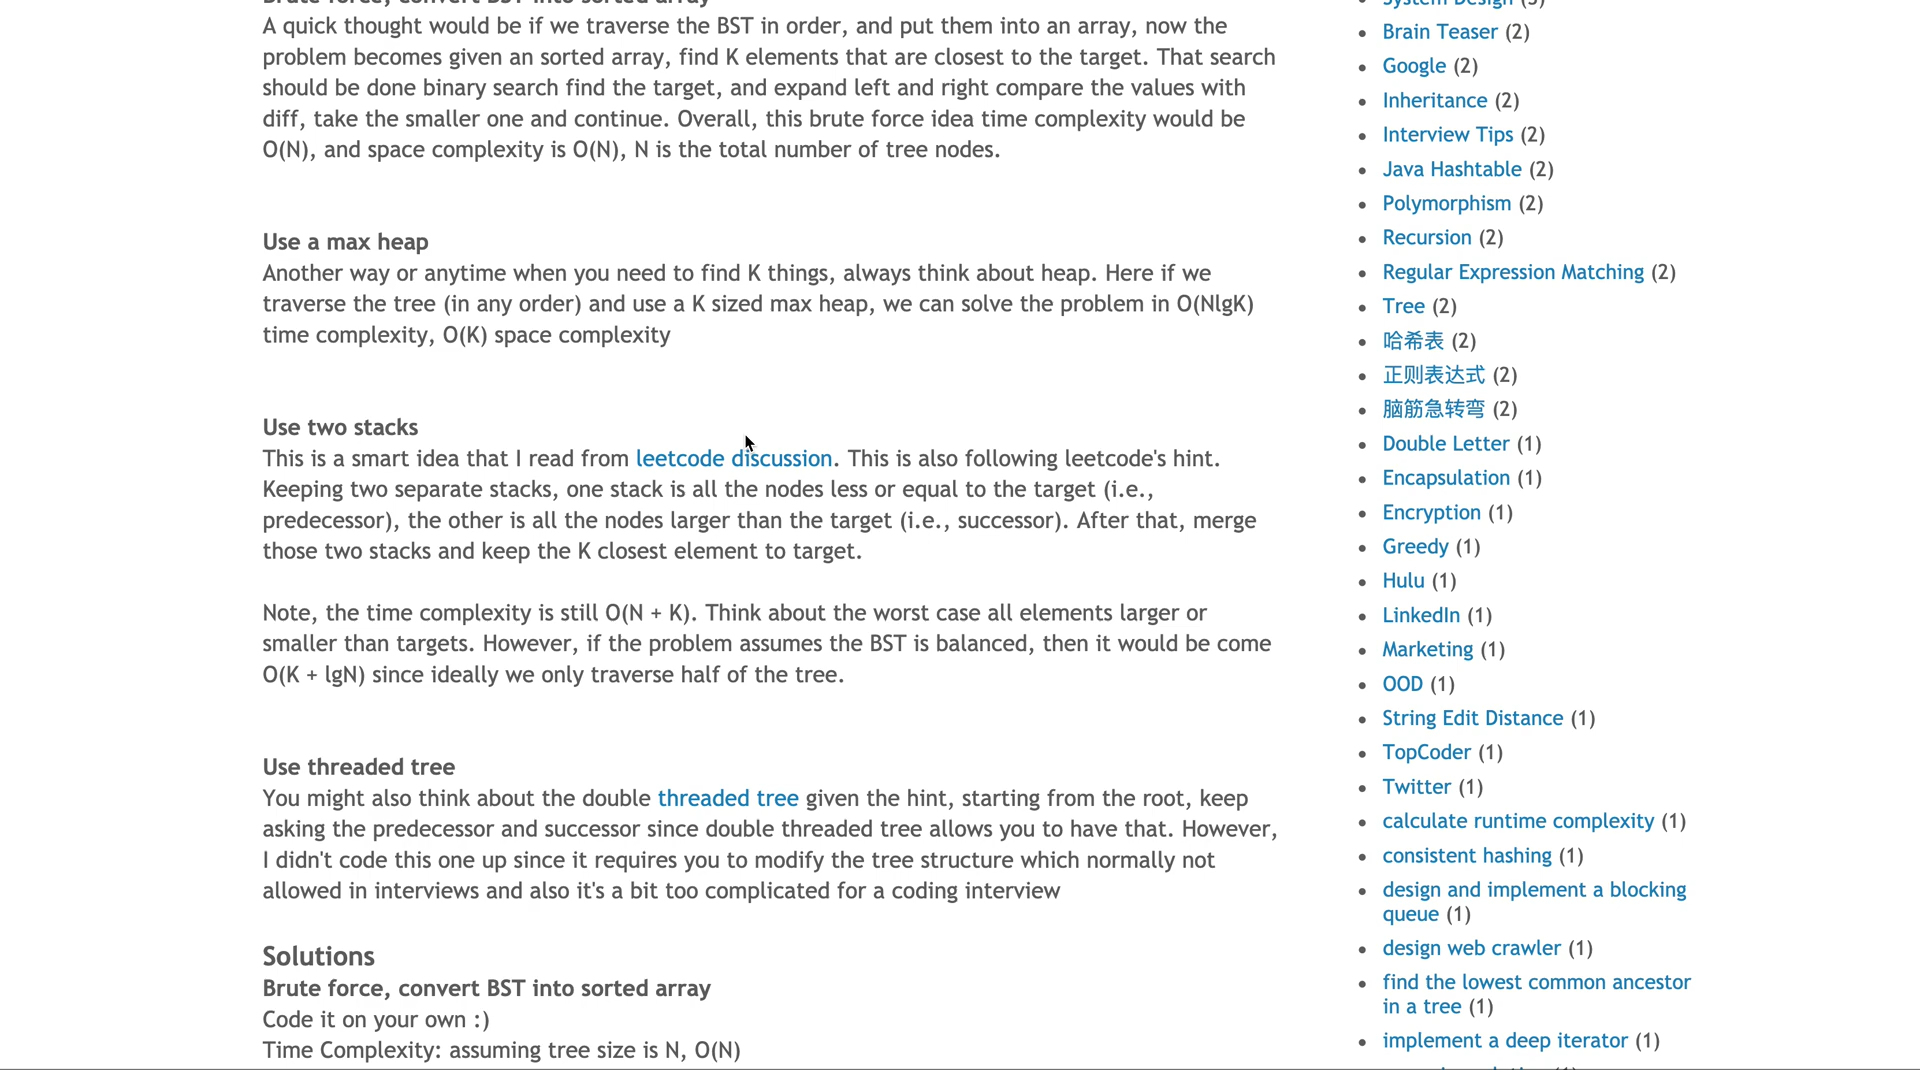 Brute force, convert BST into sorted array
A quick thought would be if we traverse the BST in order, and put them into an array, now the
problem becomes given an sorted array, find K elements that are closest to the target. That search
should be done binary search find the target, and expand left and right compare the values with
diff, take the smaller one and continue. Overall, this brute force idea time complexity would be
O(N), and space complexity is O(N), N is the total number of tree nodes.
Use a max heap
Another way or anytime when you need to find K things, always think about heap. Here if we
traverse the tree (in any order) and use a K sized max heap, we can solve the problem in O(NlgK)
time complexity, O(K) space complexity
Use two stacks
This is a smart idea that I read from leetcode discussion. This is also following leetcode's hint.
Keeping two separate stacks, one stack is all the nodes less or equal to the target (i.e.,
predecessor), the other is all the nodes larger than the target (i.e., successor). After that, merge
those two stacks and keep the K closest element to target.
Note, the time complexity is still O(N + K). Think about the worst case all elements larger or
smaller than targets. However, if the problem assumes the BST is balanced, then it would be come
O(K + lgN) since ideally we only traverse half of the tree.
Use threaded tree
You might also think about the double threaded tree given the hint, starting from the root, keep
asking the predecessor and successor since double threaded tree allows you to have that. However,
I didn't code this one up since it requires you to modify the tree structure which normally not
allowed in interviews and also it's a bit too complicated for a coding interview
Solutions
Brute force, convert BST into sorted array
Code it on your own :)
Time Complexity: assuming tree size is N, O(N)
System Design (3)
Brain Teaser (2)
Google (2)
Inheritance (2)
Interview Tips (2)
Java Hashtable (2)
Polymorphism (2)
Recursion (2)
Regular Expression Matching (2)
Tree (2)
哈希表 (2)
正则表达式 (2)
脑筋急转弯 (2)
Double Letter (1)
Encapsulation (1)
Encryption (1)
Greedy (1)
Hulu (1)
LinkedIn (1)
Marketing (1)
OOD (1)
String Edit Distance (1)
TopCoder (1)
Twitter (1)
calculate runtime complexity (1)
consistent hashing (1)
design and implement a blocking
queue (1)
design web crawler (1)
find the lowest common ancestor
in a tree (1)
implement a deep iterator (1)